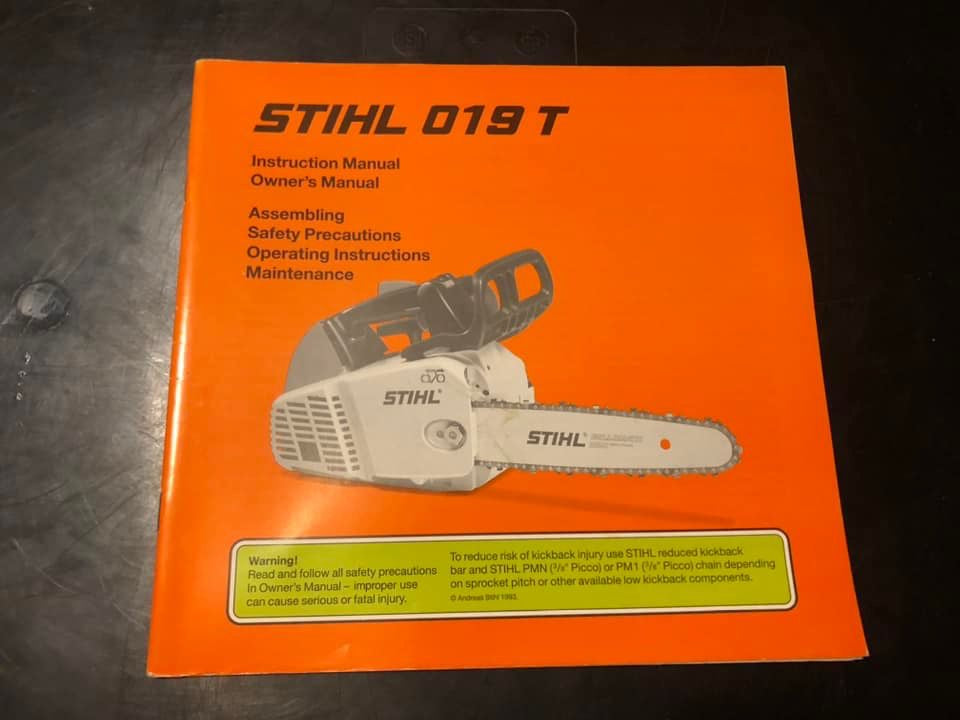 STIHL 019 T
Instruction Manual
Owner's Manual
Assembling
Safety Precautions
Operating Instructions
Maintenance
STIHL®
STIHL®
Warning!
Read and follow all safety precautions
In Owner's Manual – improper use
can cause serious or fatal injury.
To reduce risk of kickback injury use STIHL reduced kickback
bar and STIHL PMN (3/8" Picco) or PM1 (3/8" Picco) chain depending
on sprocket pitch or other available low kickback components.
© Andreas Stihl 1993.